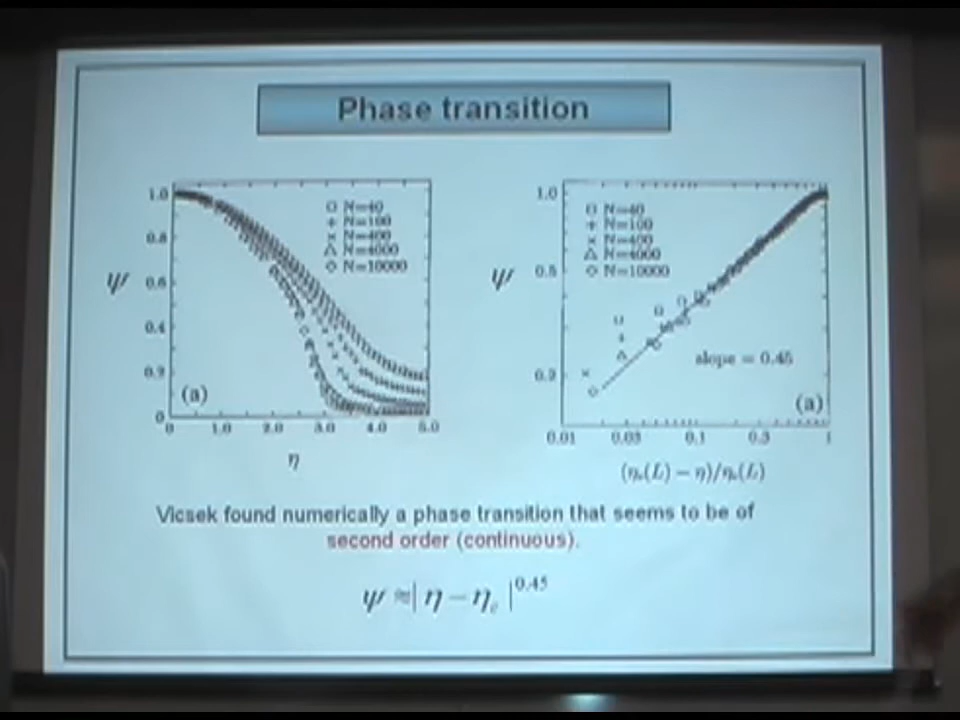 Phase transition
1.0
0.8
0.6
0.4
0.2
0
ψ
N=40
N=100
N=400
N=4000
N=10000
(a)
0 1.0 2.0 3.0 4.0 5.0
η
1.0
0.5
0.2
ψ
N=40
N=100
N=400
N=4000
N=10000
slope = 0.45
(a)
0.01 0.03 0.1 0.3 1
(ηc(L) − η)/ηc(L)
Vicsek found numerically a phase transition that seems to be of
second order (continuous).
ψ ≈| η − ηc |^0.45